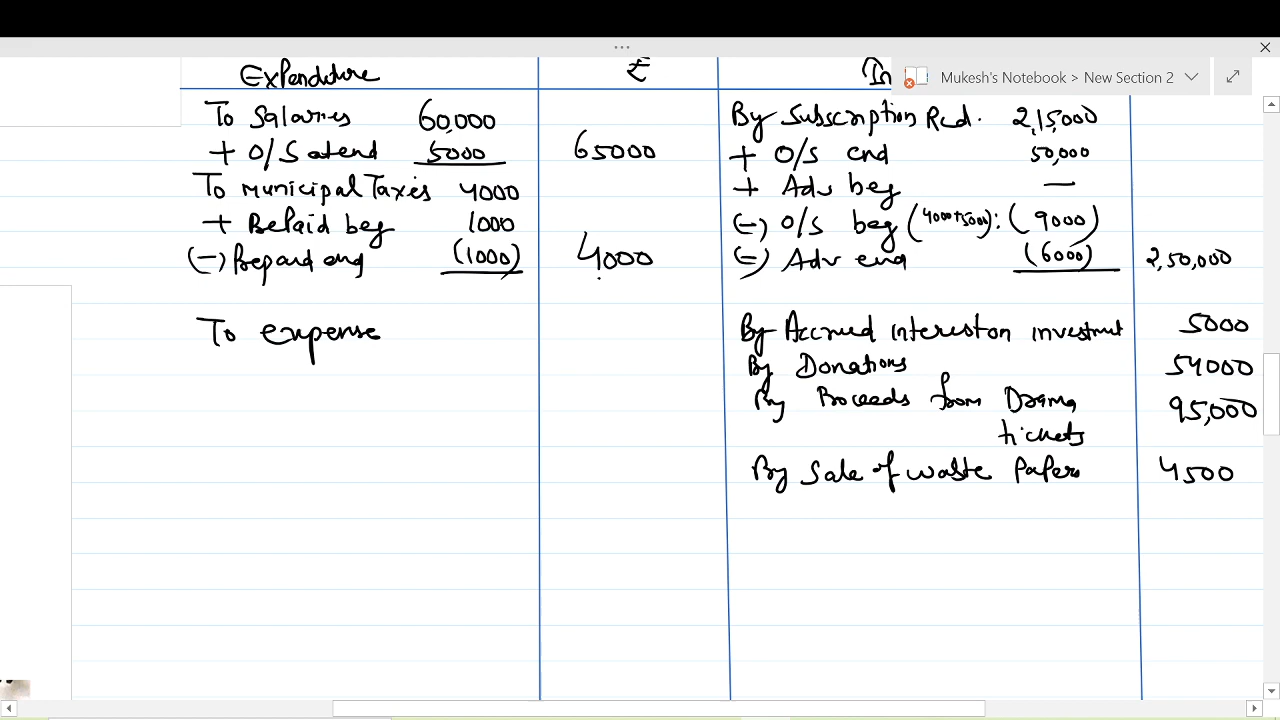 Mukesh's Notebook > New Section 2
Expenditure ₹ In
To Salaries 60,000
+ O/S at end 5000 65000
To Municipal Taxes 4000
+ Prepaid beg 1000
(-) Prepaid eng (1000) 4000
To expense
By Subscription Rcd. 2,15,000
+ O/S end 50,000
+ Adv beg —
(-) O/S beg (4000+5000): (9000)
(-) Adv end (6000) 2,50,000
By Accrued interest on investment 5000
By Donations 54000
By Proceeds from Drama 95,000
tickets
By Sale of waste Papers 4500